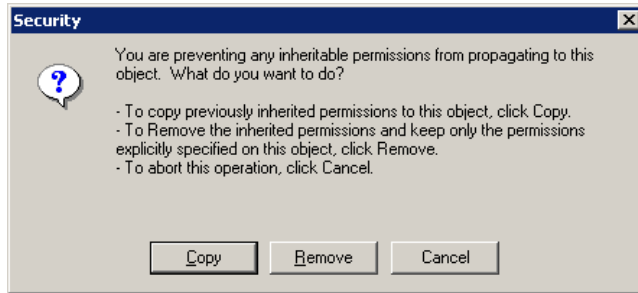 Security
You are preventing any inheritable permissions from propagating to this
object. What do you want to do?
- To copy previously inherited permissions to this object, click Copy.
- To Remove the inherited permissions and keep only the permissions
explicitly specified on this object, click Remove.
- To abort this operation, click Cancel.
Copy Remove Cancel